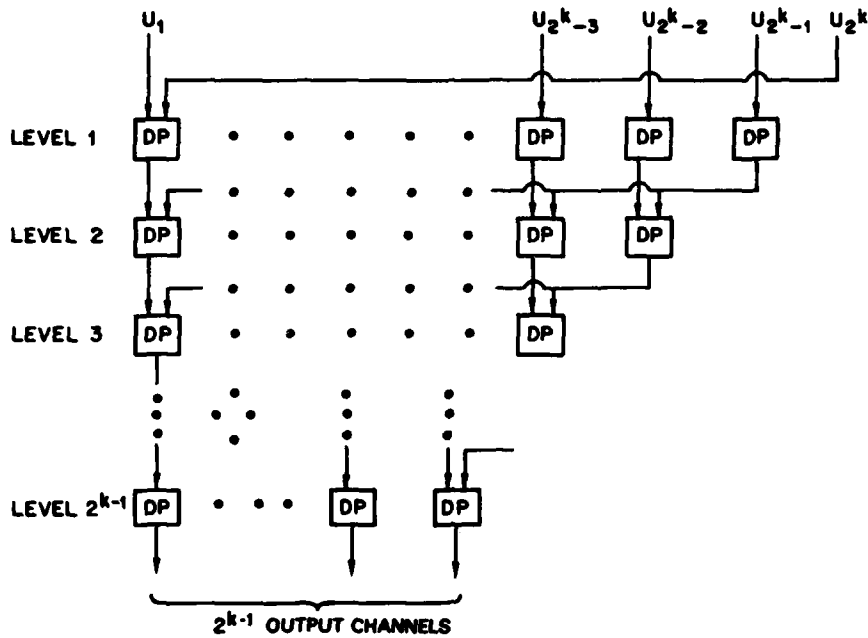 U₁ U₂ᵏ₋₃ U₂ᵏ₋₂ U₂ᵏ₋₁ U₂ᵏ
LEVEL 1 DP DP DP DP
LEVEL 2 DP DP DP
LEVEL 3 DP DP
LEVEL 2ᵏ⁻¹ DP DP DP
2ᵏ⁻¹ OUTPUT CHANNELS